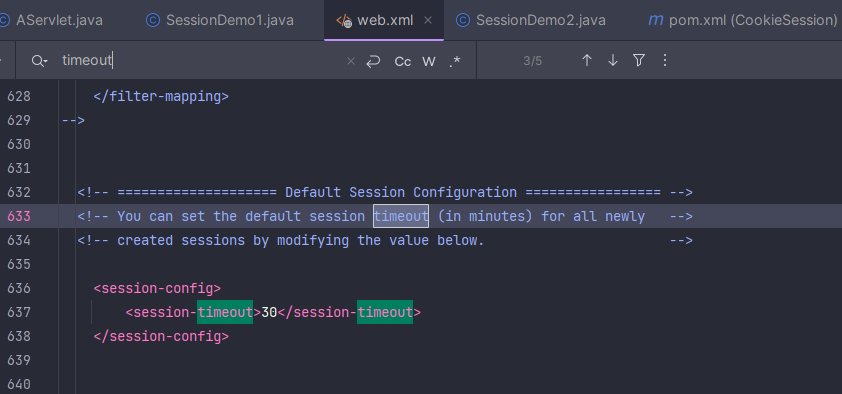 AServlet.java SessionDemo1.java web.xml SessionDemo2.java pom.xml (CookieSession)
timeout Cc W .* 3/5
628 </filter-mapping>
629 -->
630
631
632 <!-- ==================== Default Session Configuration ================= -->
633 <!-- You can set the default session timeout (in minutes) for all newly   -->
634 <!-- created sessions by modifying the value below.                       -->
635
636 <session-config>
637 <session-timeout>30</session-timeout>
638 </session-config>
639
640